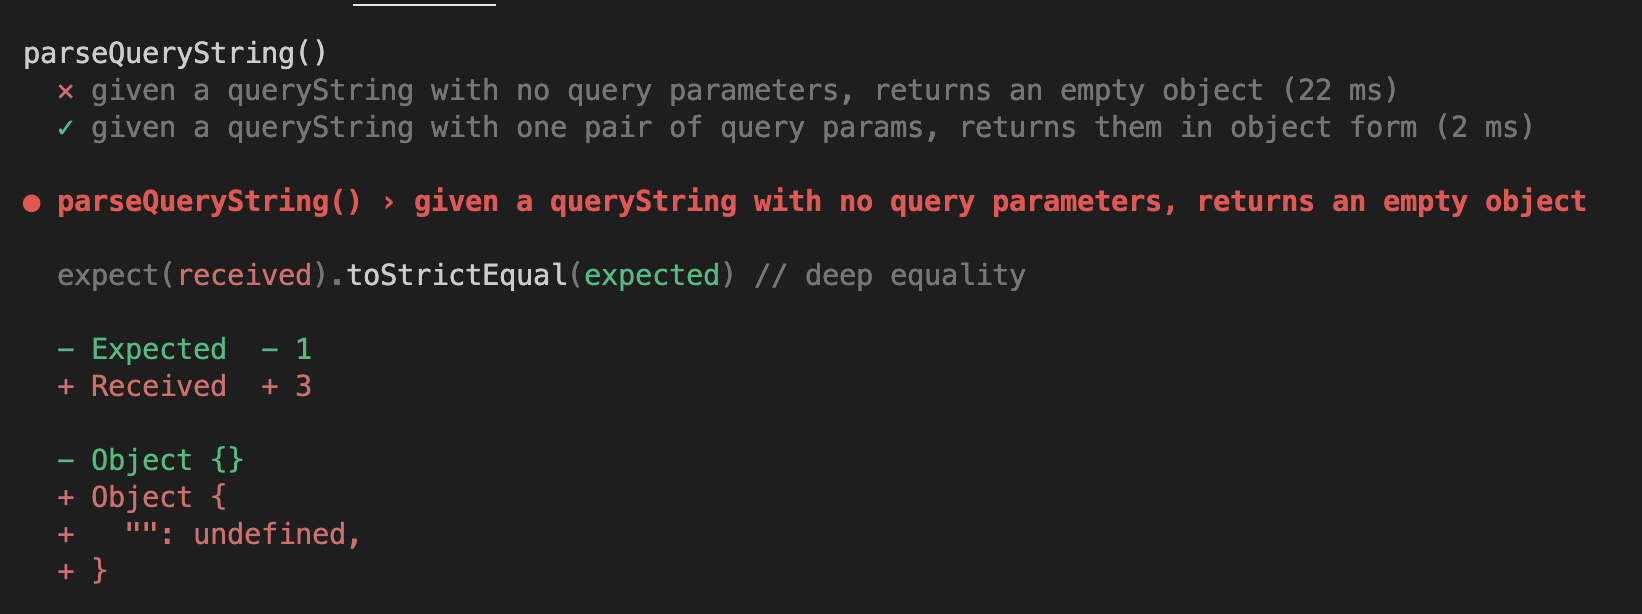 parseQueryString()
✕ given a queryString with no query parameters, returns an empty object (22 ms)
✓ given a queryString with one pair of query params, returns them in object form (2 ms)
● parseQueryString() › given a queryString with no query parameters, returns an empty object
expect(received).toStrictEqual(expected) // deep equality
- Expected  - 1
+ Received  + 3
- Object {}
+ Object {
+   "": undefined,
+ }